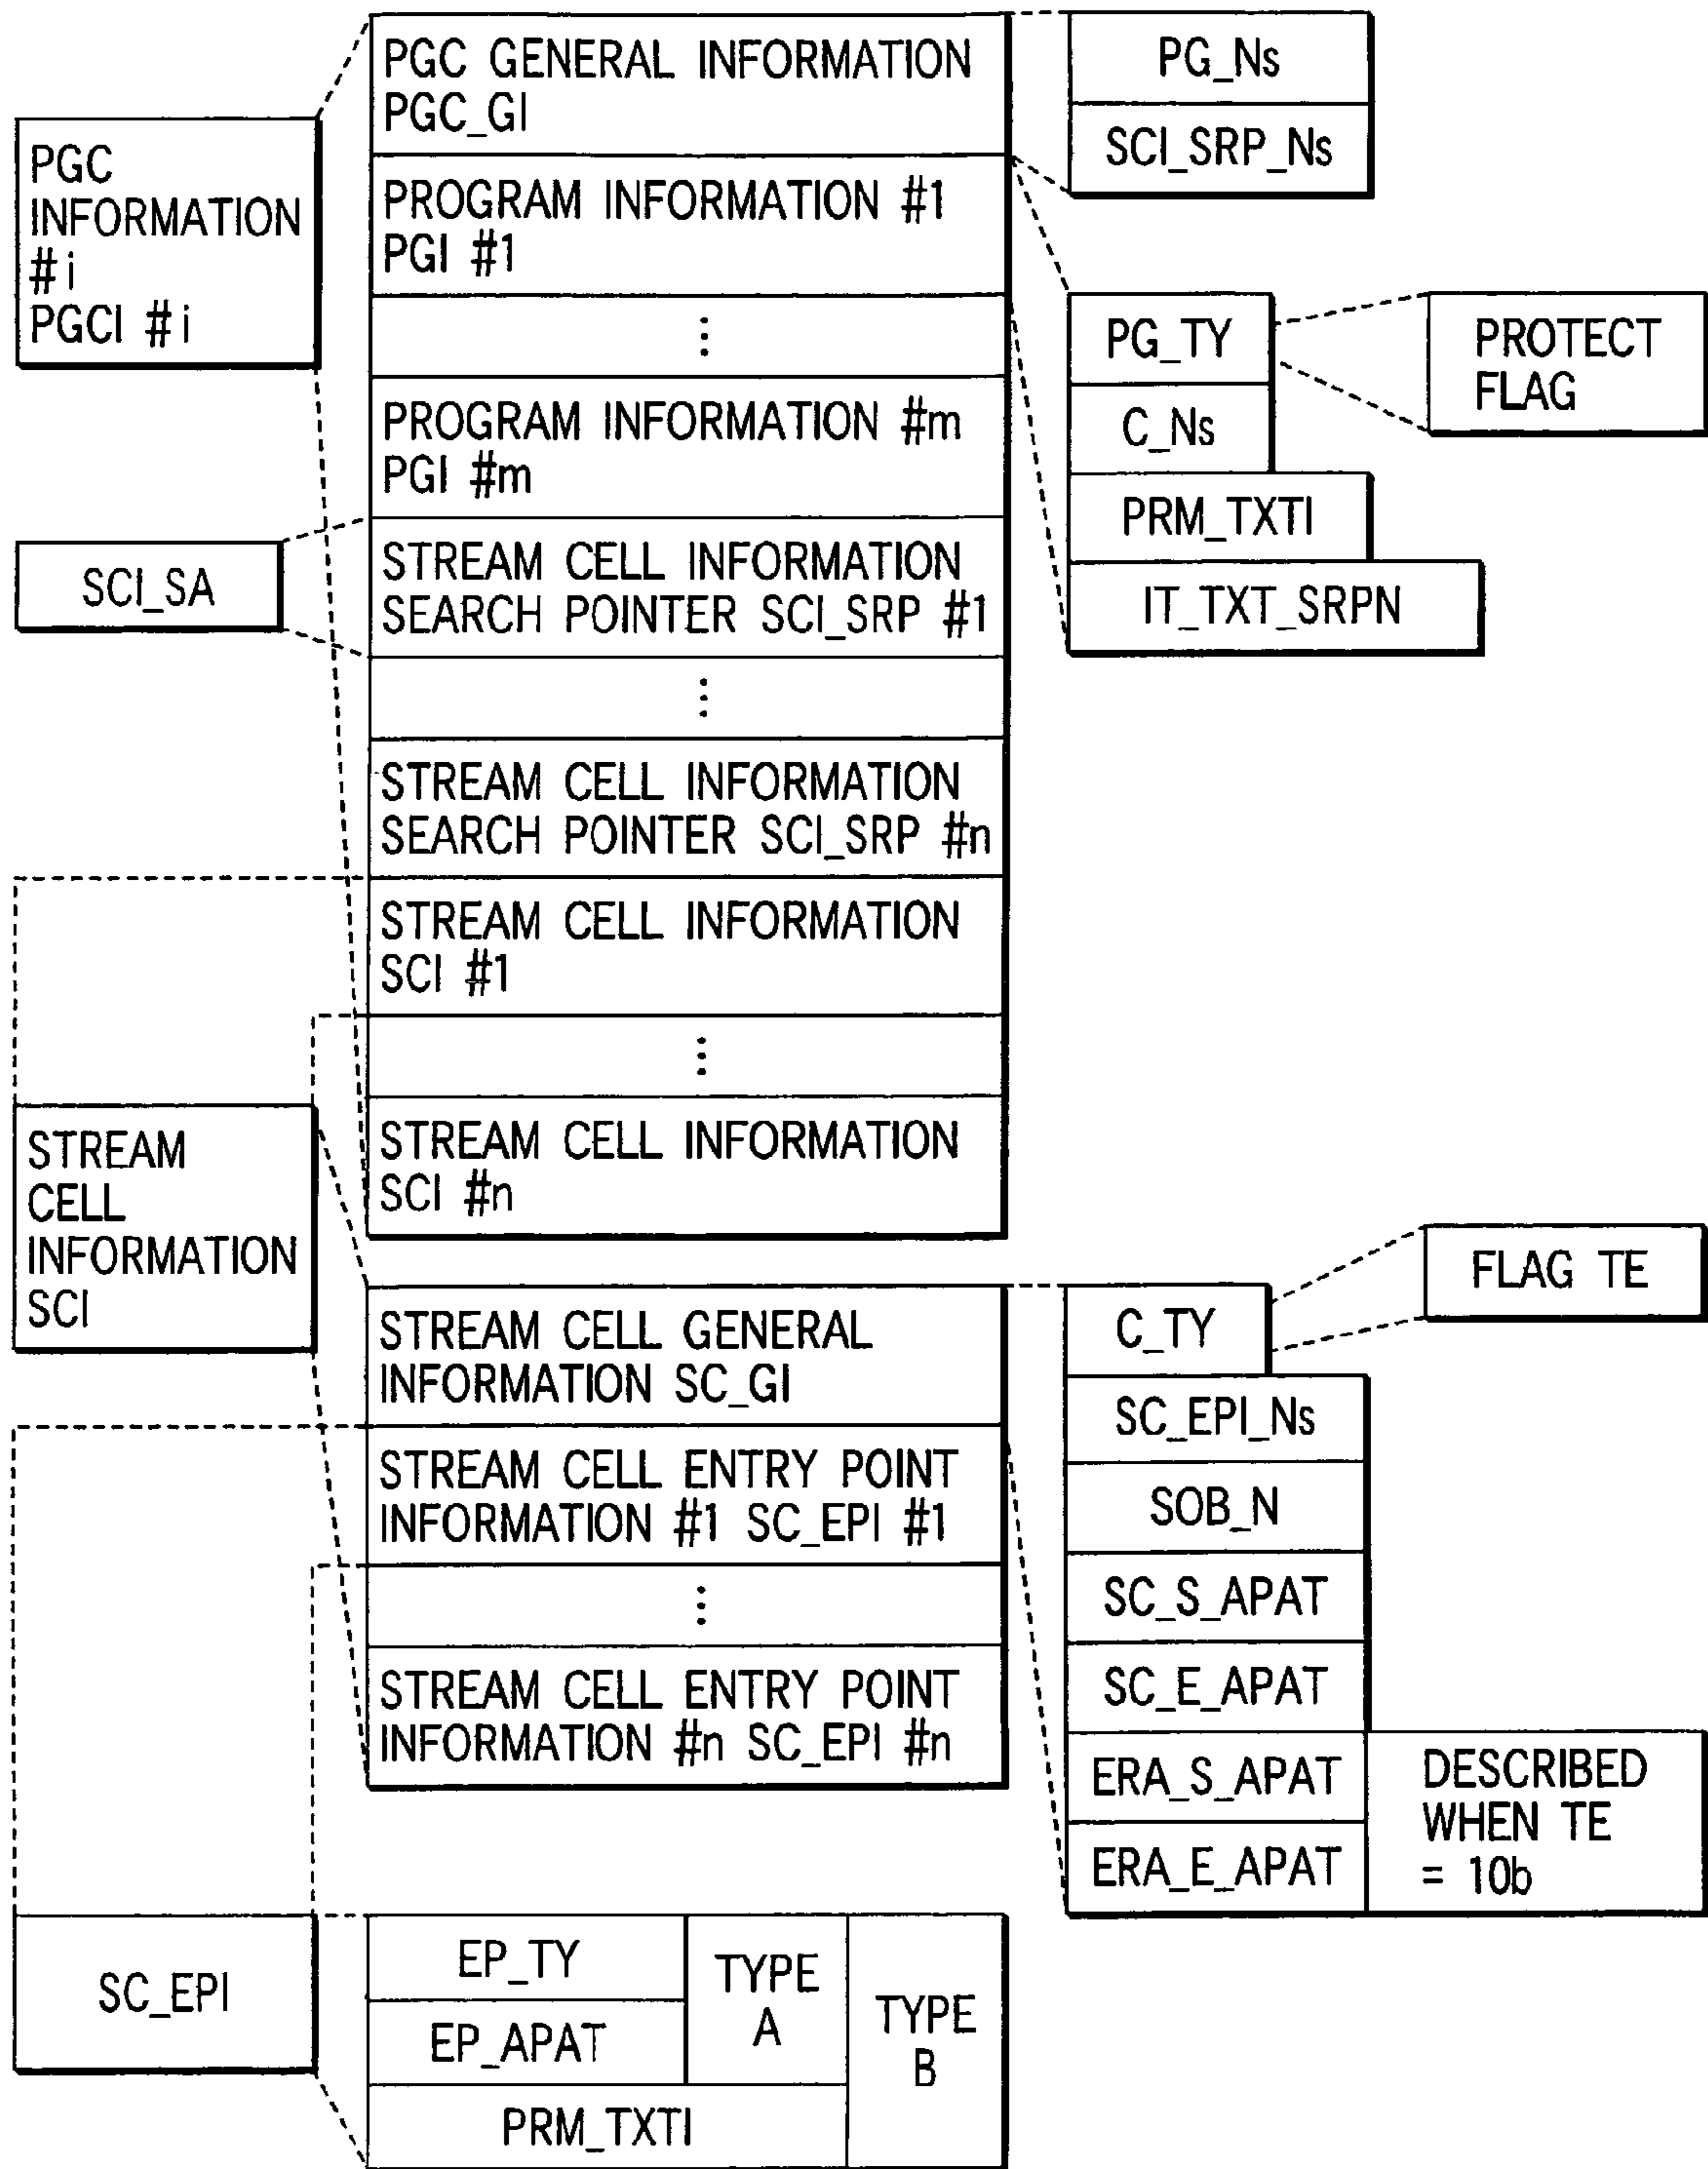 PGC
INFORMATION
#i
PGCI #i
PGC GENERAL INFORMATION
PGC_GI
PROGRAM INFORMATION #1
PGI #1
⋮
PROGRAM INFORMATION #m
PGI #m
STREAM CELL INFORMATION
SEARCH POINTER SCI_SRP #1
⋮
STREAM CELL INFORMATION
SEARCH POINTER SCI_SRP #n
STREAM CELL INFORMATION
SCI #1
⋮
STREAM CELL INFORMATION
SCI #n
PG_Ns
SCI_SRP_Ns
PG_TY
C_Ns
PRM_TXTI
IT_TXT_SRPN
PROTECT
FLAG
SCI_SA
STREAM
CELL
INFORMATION
SCI
STREAM CELL GENERAL
INFORMATION SC_GI
STREAM CELL ENTRY POINT
INFORMATION #1 SC_EPI #1
⋮
STREAM CELL ENTRY POINT
INFORMATION #n SC_EPI #n
C_TY
SC_EPI_Ns
SOB_N
SC_S_APAT
SC_E_APAT
ERA_S_APAT
ERA_E_APAT
FLAG TE
DESCRIBED
WHEN TE
= 10b
SC_EPI
EP_TY
EP_APAT
PRM_TXTI
TYPE
A
TYPE
B